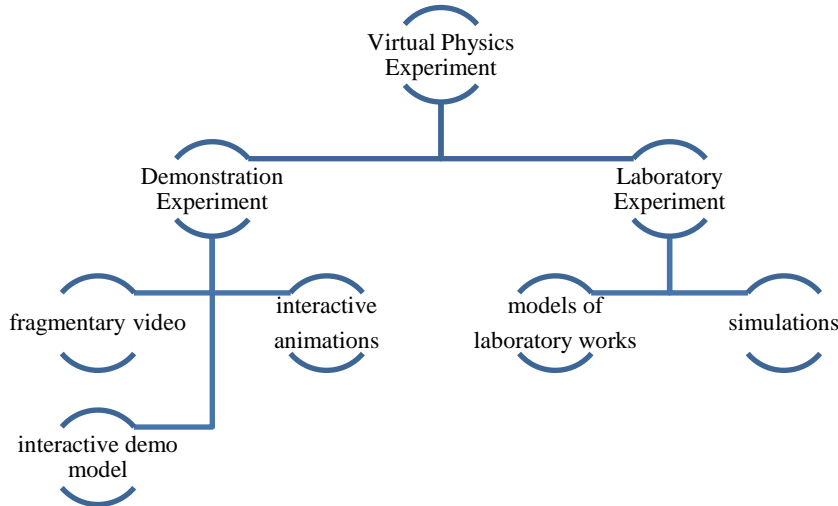 Virtual Physics
Experiment
Demonstration
Experiment
Laboratory
Experiment
fragmentary video
interactive
animations
models of
laboratory works
simulations
interactive demo
model